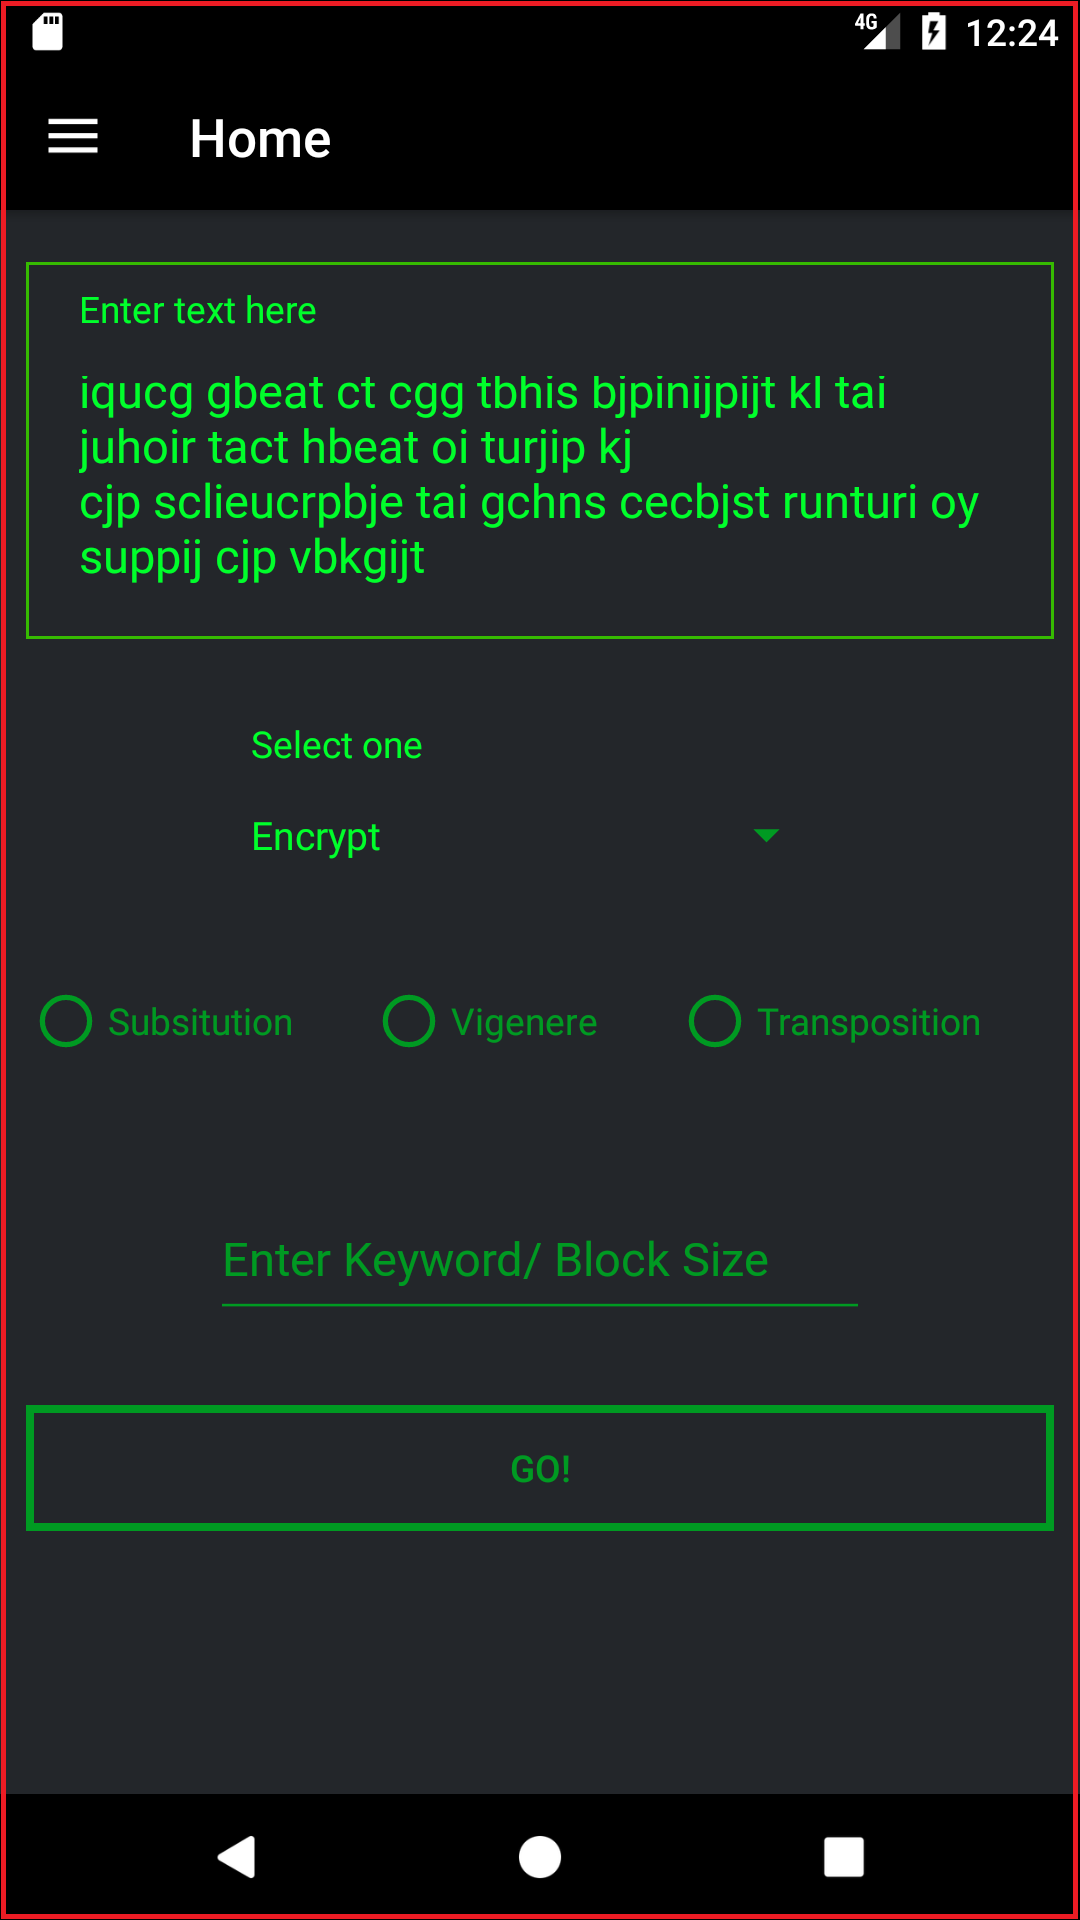 4G 12:24
Home
Enter text here
iqucg gbeat ct cgg tbhis bjpinijpijt kl tai
juhoir tact hbeat oi turjip kj
cjp sclieucrpbje tai gchns cecbjst runturi oy
suppij cjp vbkgijt
Select one
Encrypt
Subsitution Vigenere Transposition
Enter Keyword/ Block Size
GO!